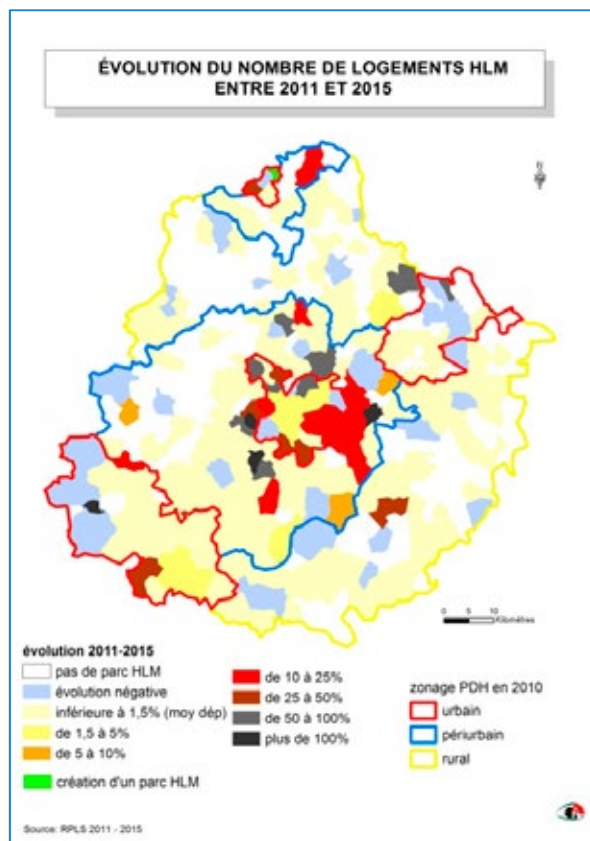 ÉVOLUTION DU NOMBRE DE LOGEMENTS HLM
ENTRE 2011 ET 2015
N
0 5 10
Kilomètres
évolution 2011-2015
pas de parc HLM
évolution négative
inférieure à 1,5% (moy dép)
de 1,5 à 5%
de 5 à 10%
création d'un parc HLM
de 10 à 25%
de 25 à 50%
de 50 à 100%
plus de 100%
zonage PDH en 2010
urbain
périurbain
rural
Source: RPLS 2011 - 2015